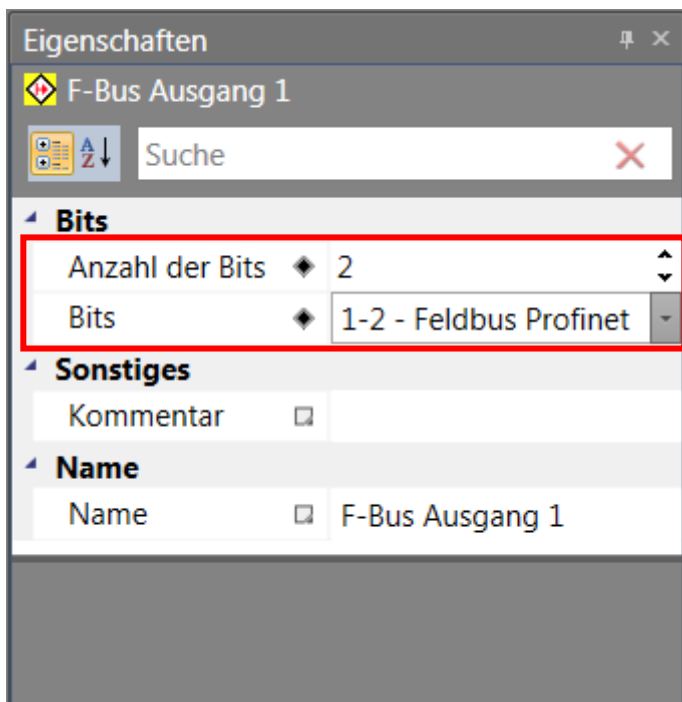 Eigenschaften
F-Bus Ausgang 1
A Z Suche
Bits
Anzahl der Bits 2
Bits 1-2 - Feldbus Profinet
Sonstiges
Kommentar
Name
Name F-Bus Ausgang 1